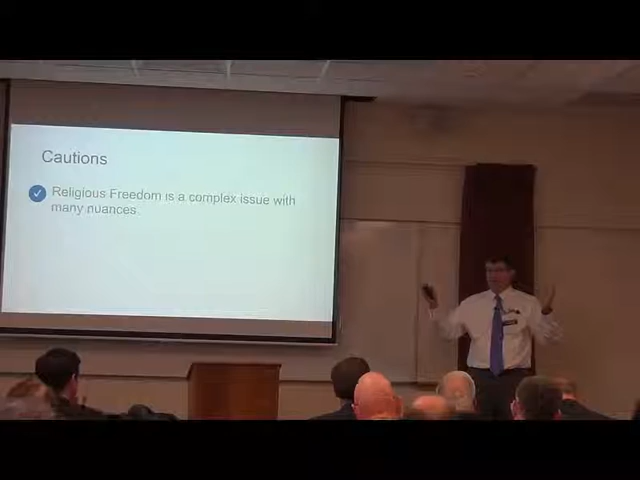 Cautions
Religious Freedom is a complex issue with
many nuances.